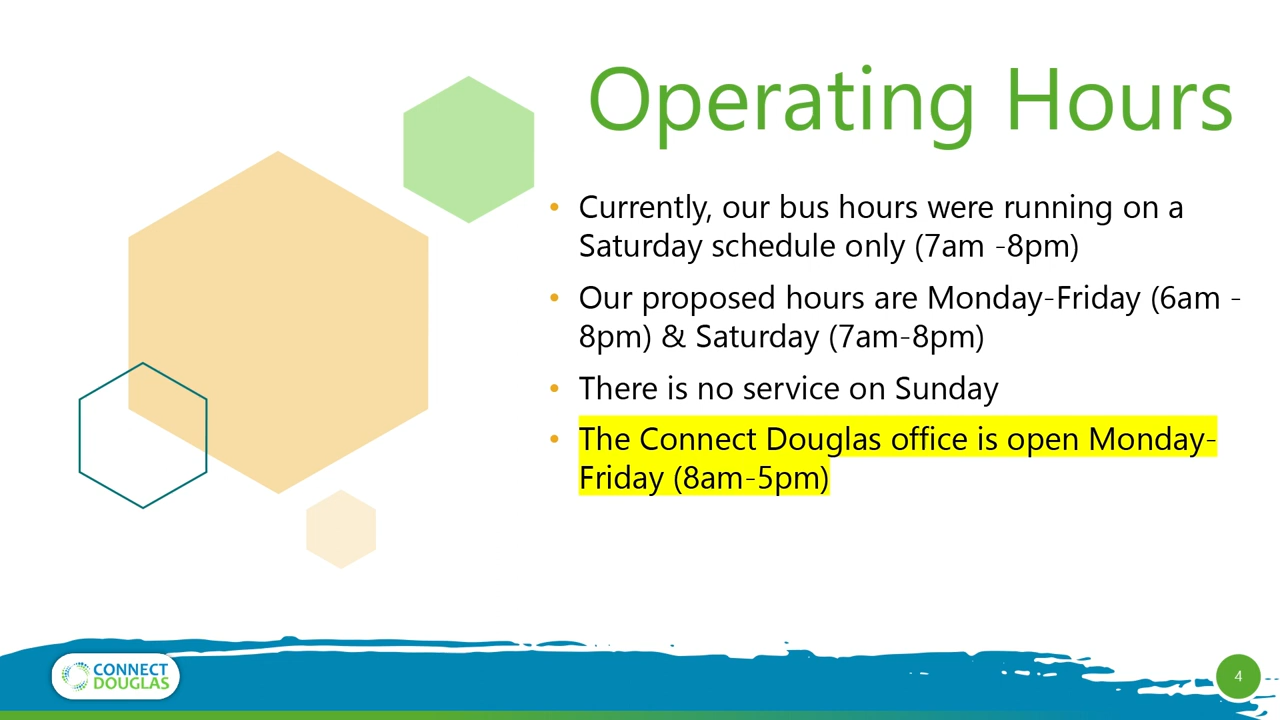 Operating Hours
• Currently, our bus hours were running on a
Saturday schedule only (7am -8pm)
• Our proposed hours are Monday-Friday (6am -
8pm) & Saturday (7am-8pm)
• There is no service on Sunday
• The Connect Douglas office is open Monday-
Friday (8am-5pm)
CONNECT
DOUGLAS
4